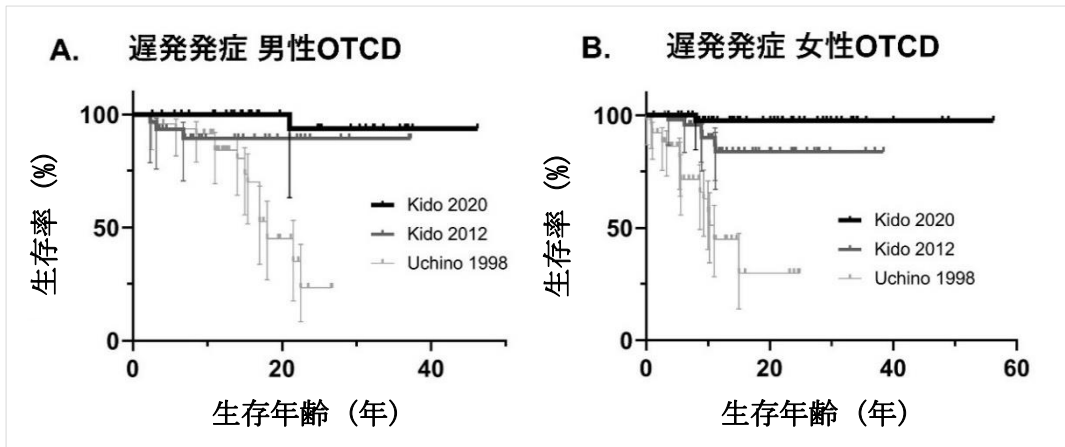 A. 遅発発症 男性OTCD
生存率（%）
100
50
0
Kido 2020
Kido 2012
Uchino 1998
0 20 40
生存年齢（年）
B. 遅発発症 女性OTCD
生存率（%）
100
50
0
Kido 2020
Kido 2012
Uchino 1998
0 20 40 60
生存年齢（年）